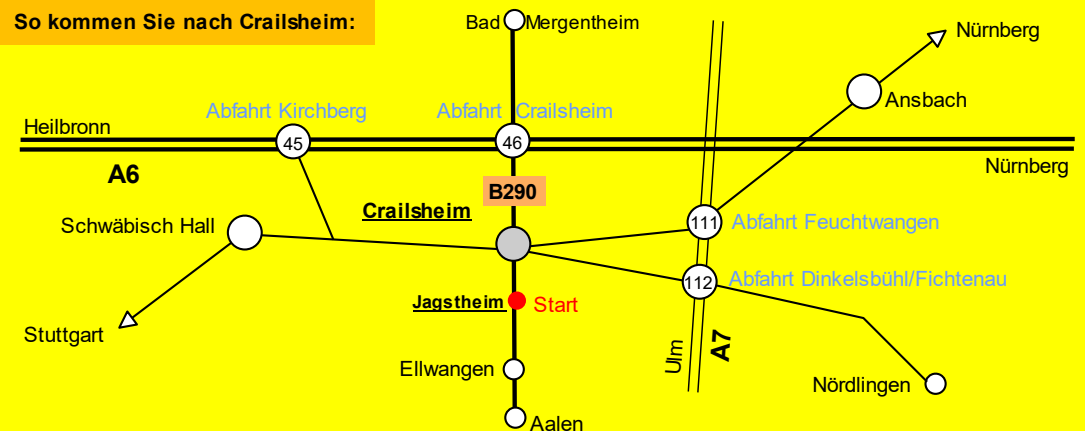 So kommen Sie nach Crailsheim:
Bad Mergentheim
Nürnberg
Ansbach
Abfahrt Kirchberg
Abfahrt Crailsheim
Heilbronn
45
46
Nürnberg
A6
B290
Crailsheim
Schwäbisch Hall
111
Abfahrt Feuchtwangen
112
Abfahrt Dinkelsbühl/Fichtenau
Jagstheim
Start
Stuttgart
Ulm
A7
Ellwangen
Nördlingen
Aalen